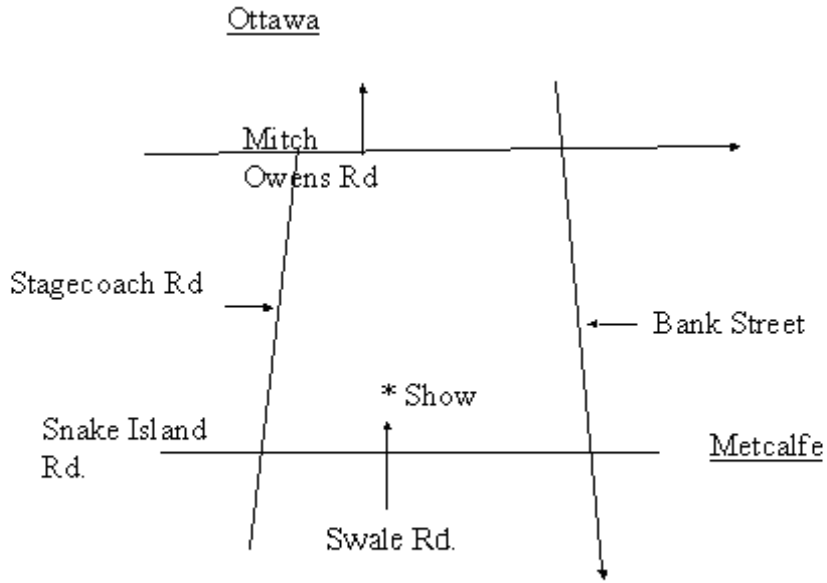 Ottawa
Mitch
Owens Rd
Stagecoach Rd
Bank Street
* Show
Snake Island
Rd.
Metcalfe
Swale Rd.